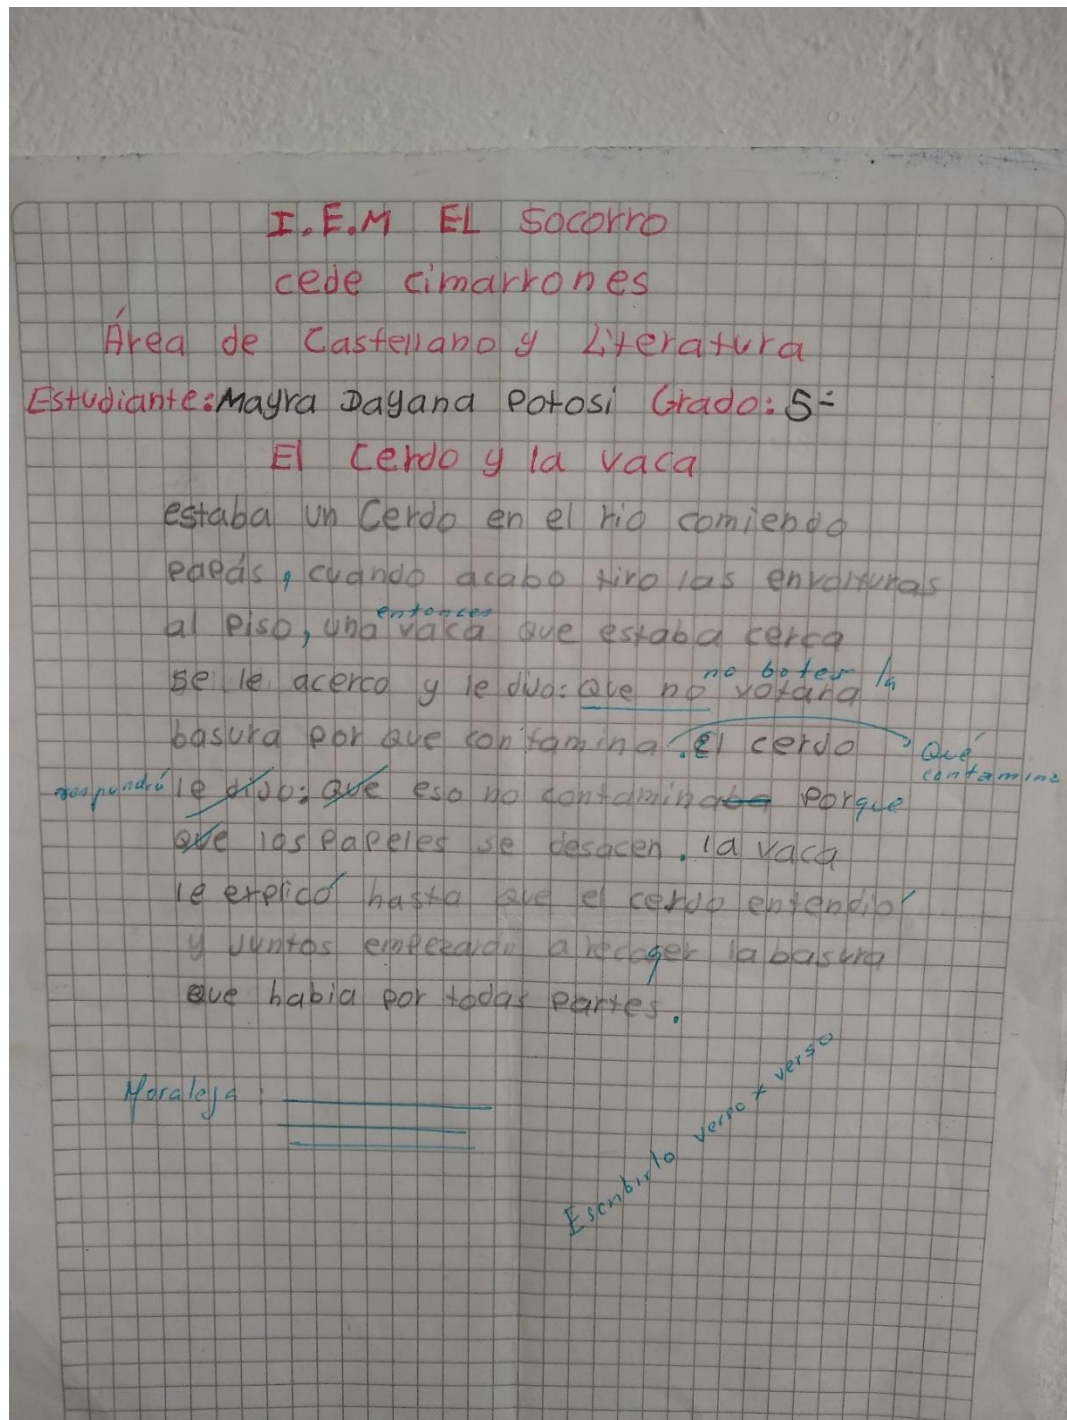 I.E.M EL Socorro
cede cimarrones
Área de Castellano y Literatura
Estudiante: Mayra Dayana Potosi Grado: 5º
El Cerdo y la vaca
estaba un Cerdo en el rio comiendo
papás, cuando acabo tiro las envolturas
entonces
al piso, una vaca que estaba cerca
no botes la
se le acerco y le dijo: que no votara
basura por que contamina. El cerdo
Qué
contamina
respondió le dijo: que eso no contaminaba porque
que los papeles se desacen. la vaca
le explicó hasta que el cerdo entendió
y juntos empezado a recoger la basura
que habia por todas partes.
Moraleja:
Escribirlo verso x verso